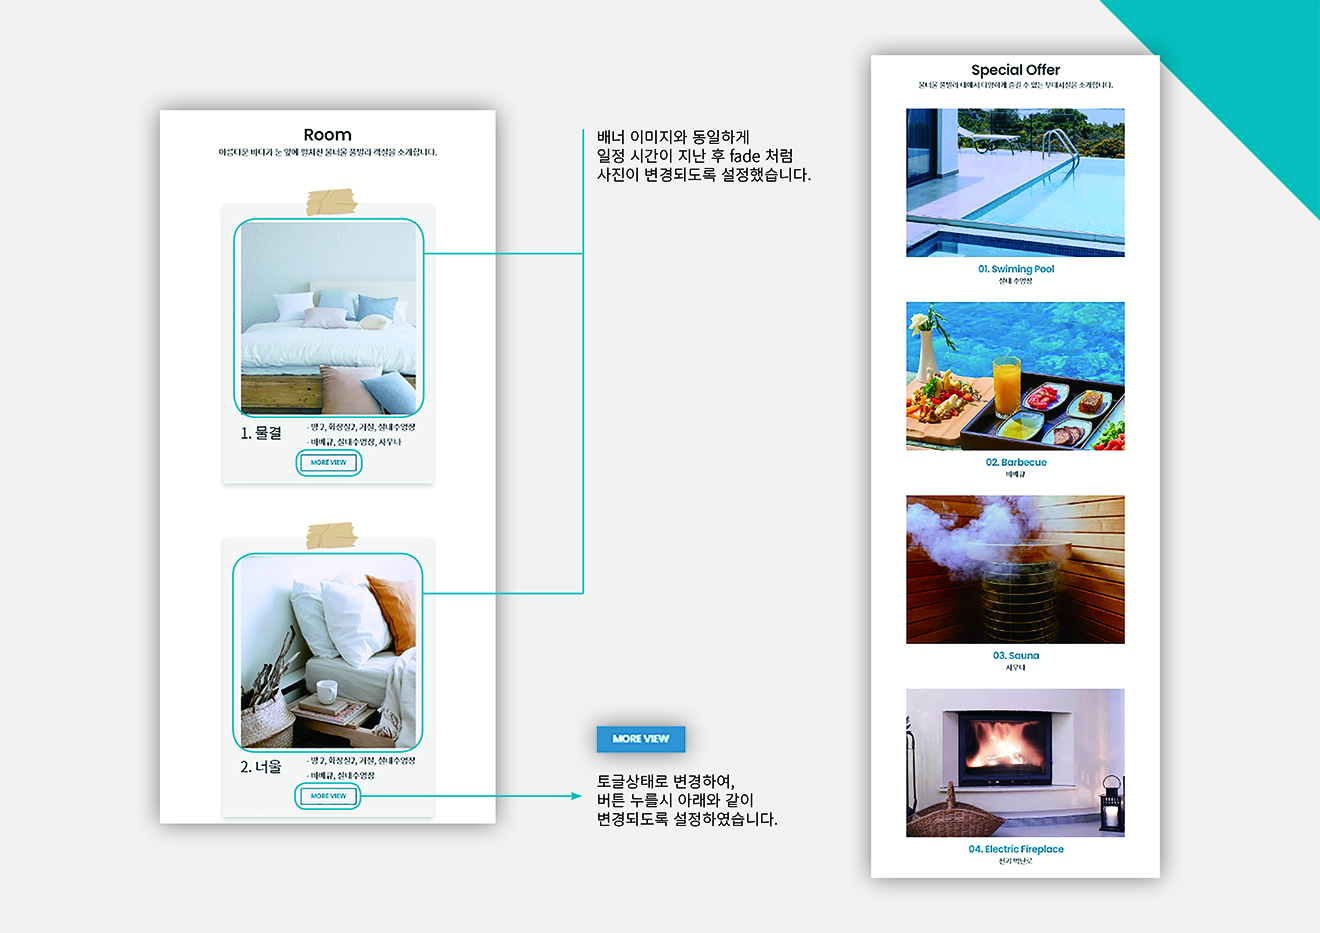 Room
아름다운 바다가 눈 앞에 펼쳐진 물너울 풀빌라 객실을 소개합니다.
1. 물결
- 방 2, 화장실2, 거실, 실내수영장
- 바베큐, 실내수영장, 사우나
MORE VIEW
2. 너울
- 방 2, 화장실2, 거실, 실내수영장
- 바베큐, 실내수영장
MORE VIEW
배너 이미지와 동일하게
일정 시간이 지난 후 fade 처럼
사진이 변경되도록 설정했습니다.
MORE VIEW
토글상태로 변경하여,
버튼 누를시 아래와 같이
변경되도록 설정하였습니다.
Special Offer
물너울 풀빌라 내에서 다양하게 즐길 수 있는 부대시설을 소개합니다.
01. Swiming Pool
실내 수영장
02. Barbecue
바베큐
03. Sauna
사우나
04. Electric Fireplace
전기 벽난로